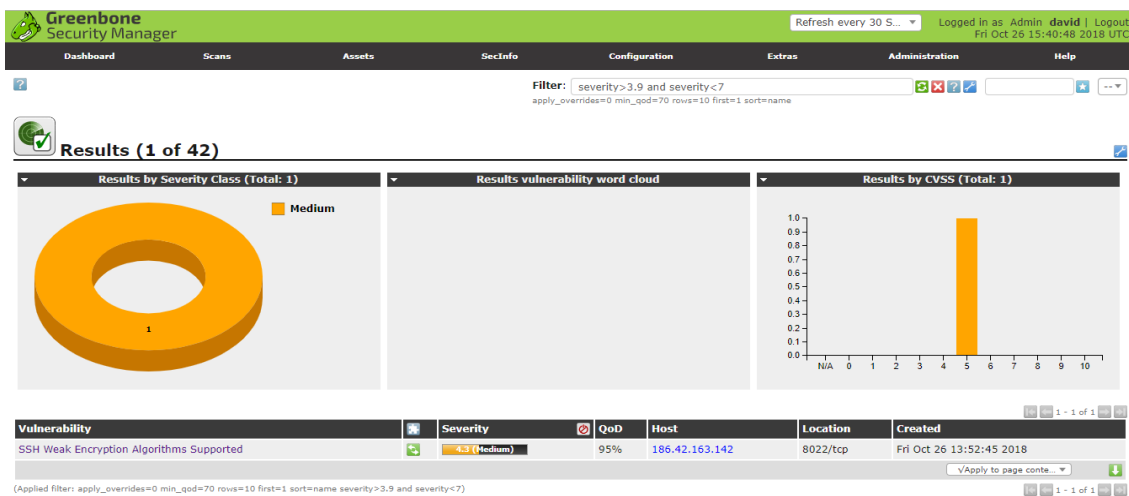 Greenbone
Security Manager
Refresh every 30 S...
Logged in as Admin david | Logout
Fri Oct 26 15:40:48 2018 UTC
Dashboard Scans Assets SecInfo Configuration Extras Administration Help
?
Filter: severity>3.9 and severity<7
?
--
apply_overrides=0 min_qod=70 rows=10 first=1 sort=name
Results (1 of 42)
Results by Severity Class (Total: 1)
Medium
1
Results vulnerability word cloud
Results by CVSS (Total: 1)
1.0
0.9
0.8
0.7
0.6
0.5
0.4
0.3
0.2
0.1
0.0
N/A 0 1 2 3 4 5 6 7 8 9 10
1 - 1 of 1
Vulnerability Severity QoD Host Location Created
SSH Weak Encryption Algorithms Supported 4.3 (Medium) 95% 186.42.163.142 8022/tcp Fri Oct 26 13:52:45 2018
√Apply to page conte...
(Applied filter: apply_overrides=0 min_qod=70 rows=10 first=1 sort=name severity>3.9 and severity<7)
1 - 1 of 1